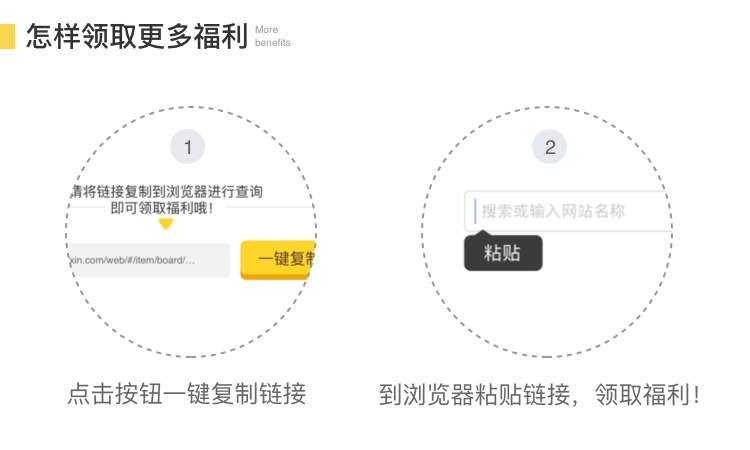 怎样领取更多福利
More
benefits
1
请将链接复制到浏览器进行查询
即可领取福利哦！
xin.com/web/#/item/board/...
一键复制
点击按钮一键复制链接
2
搜索或输入网站名称
粘贴
到浏览器粘贴链接，领取福利！